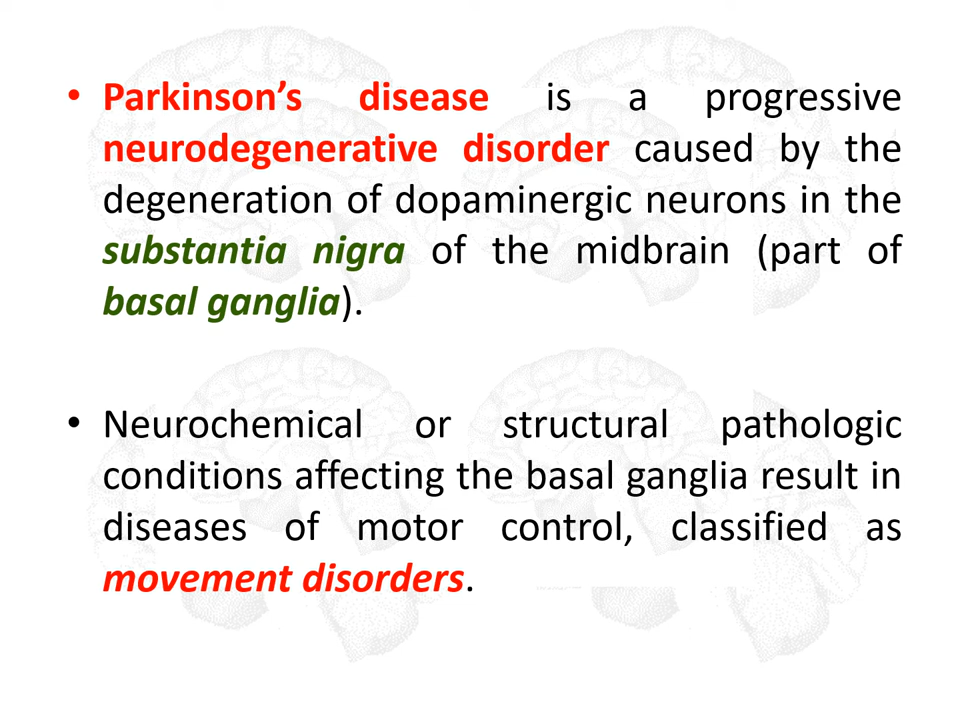 • Parkinson’s disease is a progressive
neurodegenerative disorder caused by the
degeneration of dopaminergic neurons in the
substantia nigra of the midbrain (part of
basal ganglia).
• Neurochemical or structural pathologic
conditions affecting the basal ganglia result in
diseases of motor control, classified as
movement disorders.